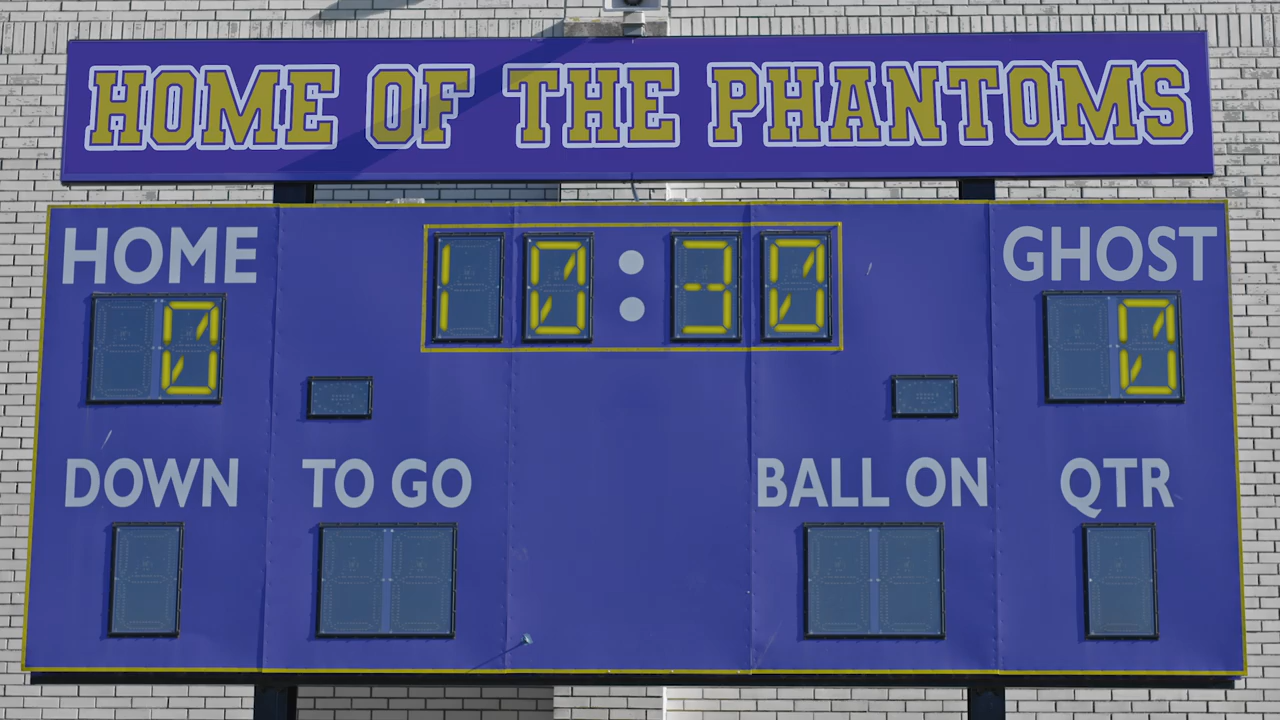 HOME OF THE PHANTOMS
HOME
10:30
GHOST
0
0
DOWN
TO GO
BALL ON
QTR